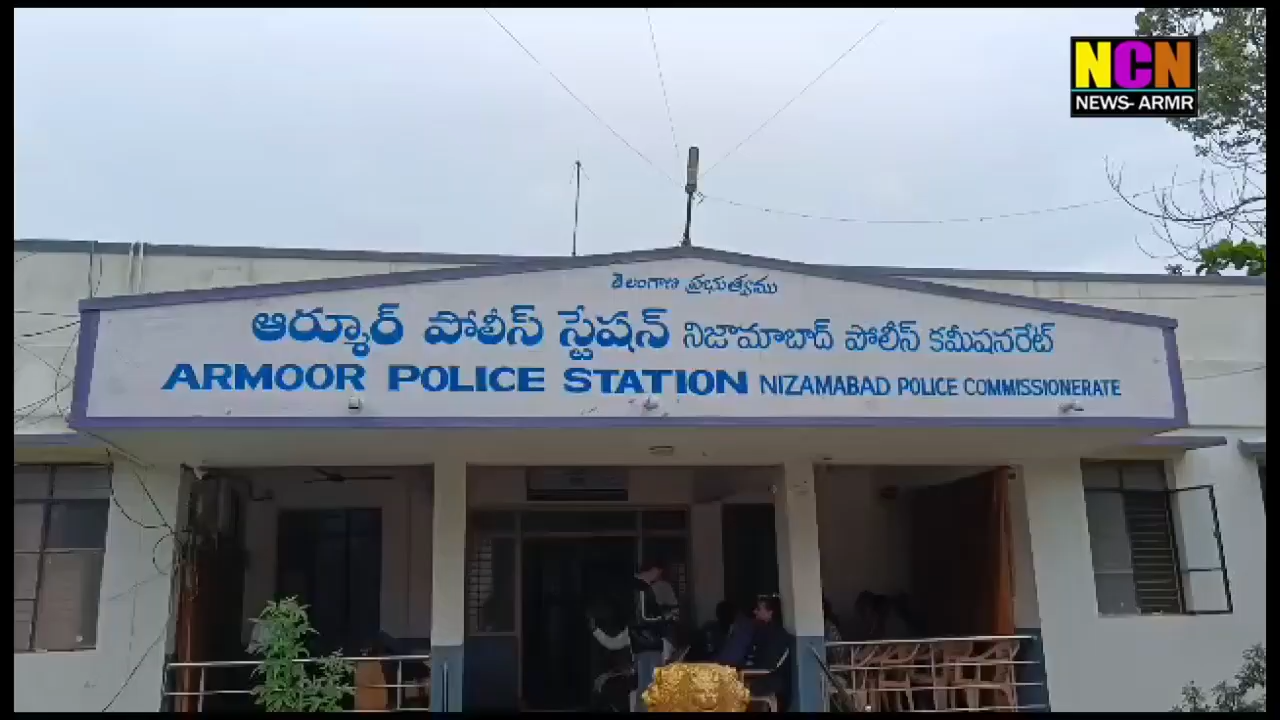 NCN
NEWS- ARMR
తెలంగాణ ప్రభుత్వము
ఆర్మూర్ పోలీస్ స్టేషన్ నిజామాబాద్ పోలీస్ కమీషనరేట్
ARMOOR POLICE STATION NIZAMABAD POLICE COMMISSIONERATE